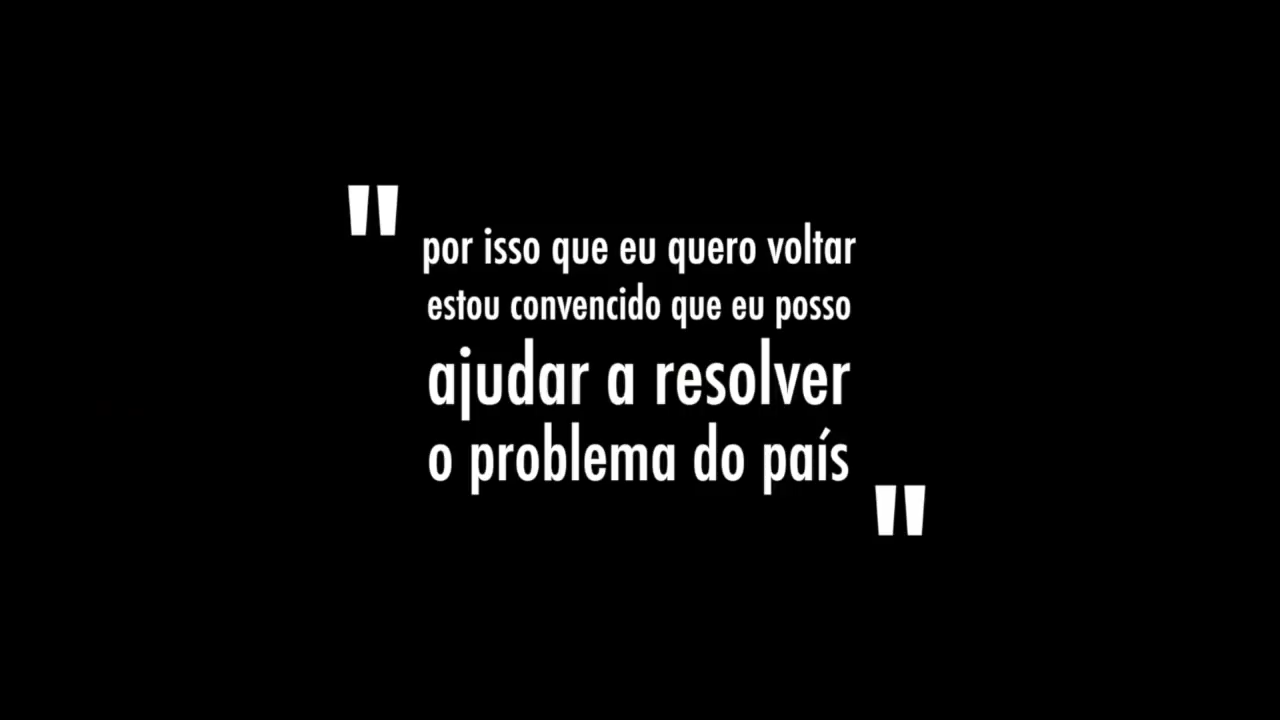 "por isso que eu quero voltar
estou convencido que eu posso
ajudar a resolver
o problema do país"